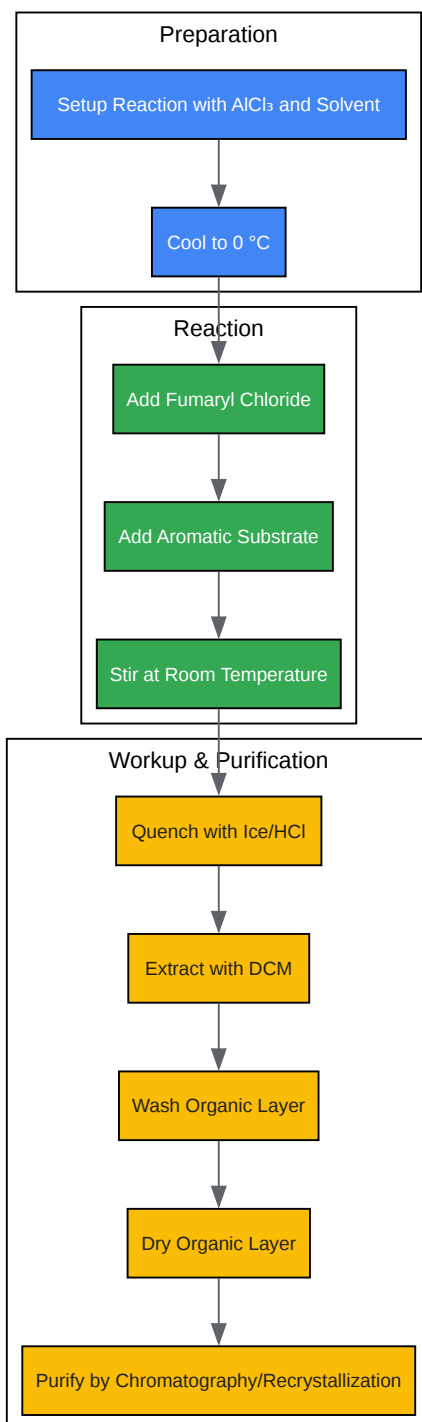 Preparation
Setup Reaction with AlCl₃ and Solvent
Cool to 0 °C
Reaction
Add Fumaryl Chloride
Add Aromatic Substrate
Stir at Room Temperature
Workup & Purification
Quench with Ice/HCl
Extract with DCM
Wash Organic Layer
Dry Organic Layer
Purify by Chromatography/Recrystallization